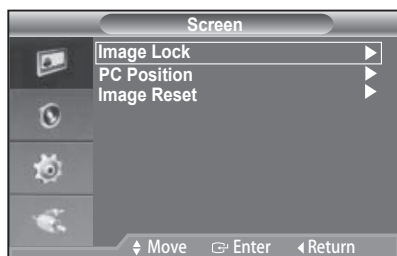 Screen
Image Lock
PC Position
Image Reset
Move Enter Return